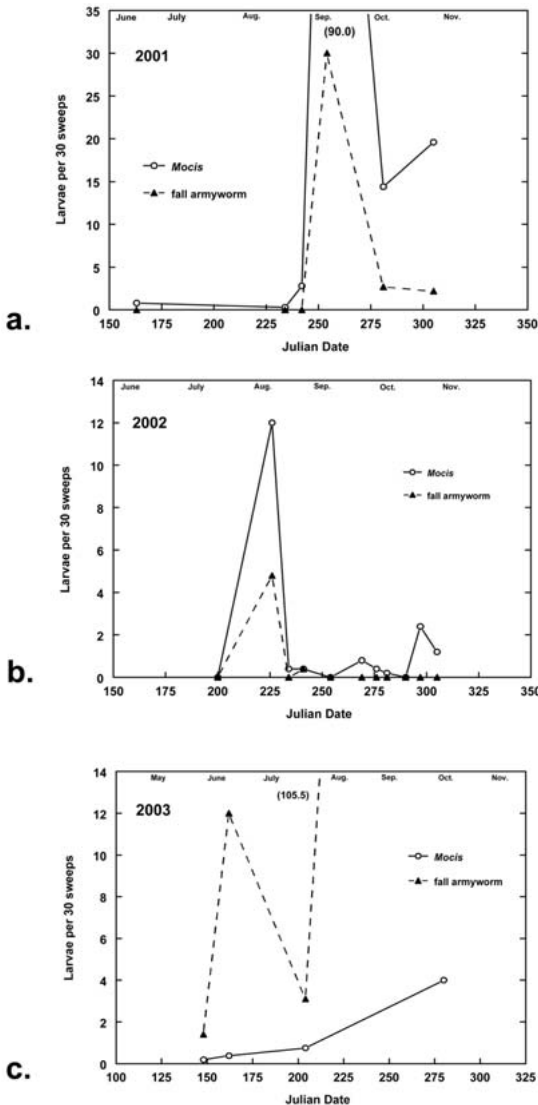 June July Aug. Sep. Oct. Nov.
35
(90.0)
2001
30
25
20
Mocis
fall armyworm
15
10
5
0
Larvae per 30 sweeps
150 175 200 225 250 275 300 325 350
Julian Date
a.
June July Aug. Sep. Oct. Nov.
14
2002
12
10
Mocis
fall armyworm
8
6
4
2
0
Larvae per 30 sweeps
150 175 200 225 250 275 300 325 350
Julian Date
b.
May June July Aug. Sep. Oct. Nov.
14
(105.5)
2003
12
10
Mocis
fall armyworm
8
6
4
2
0
Larvae per 30 sweeps
100 125 150 175 200 225 250 275 300 325
Julian Date
c.